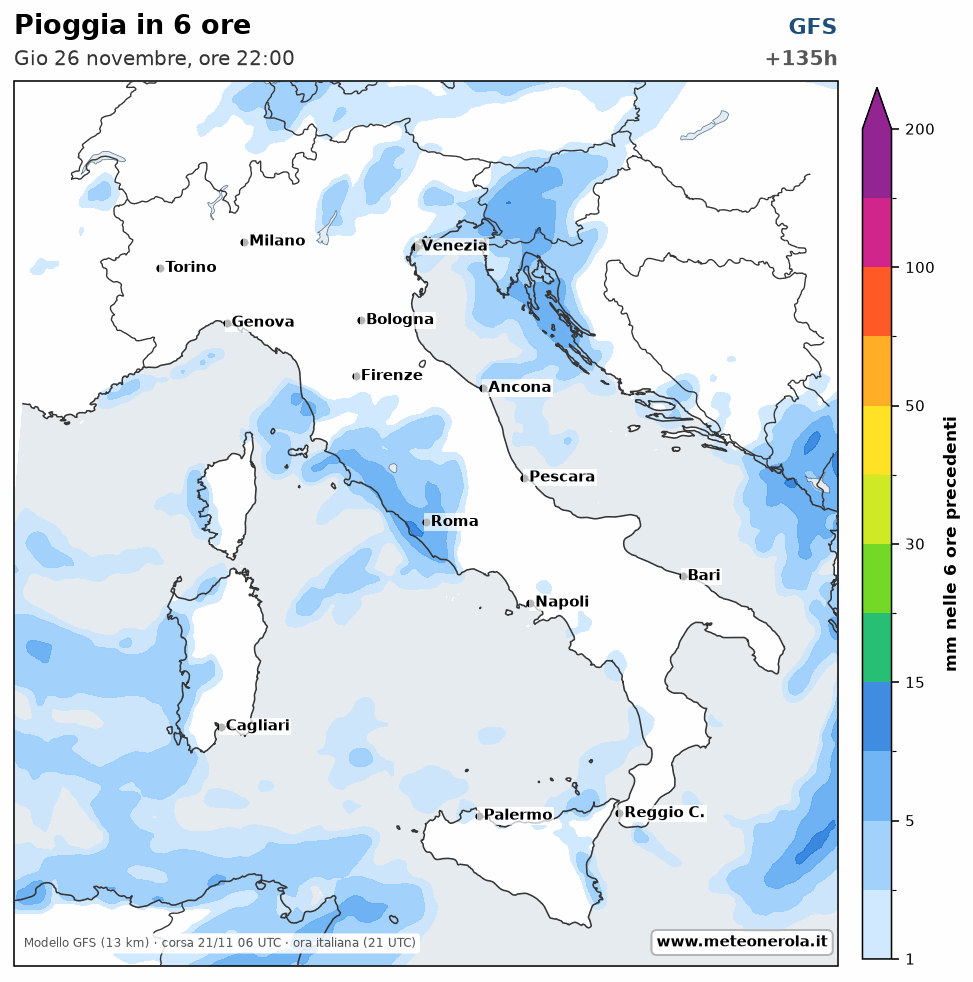 Pioggia in 6 ore
GFS
Gio 26 novembre, ore 22:00
+135h
200
100
50
30
15
5
1
mm nelle 6 ore precedenti
Milano
Venezia
Torino
Genova
Bologna
Firenze
Ancona
Pescara
Roma
Bari
Napoli
Cagliari
Palermo
Reggio C.
Modello GFS (13 km) · corsa 21/11 06 UTC · ora italiana (21 UTC)
www.meteonerola.it